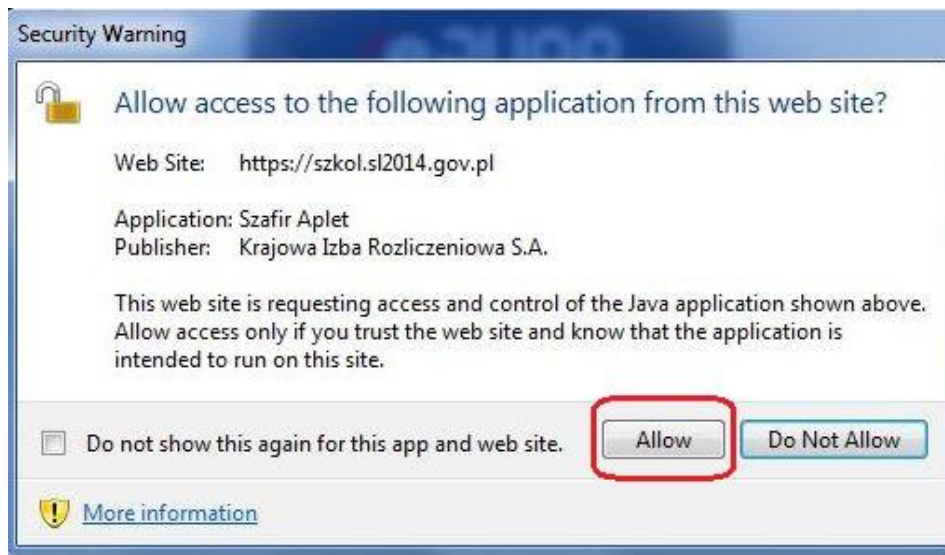 Security Warning
Allow access to the following application from this web site?
Web Site: https://szkol.sl2014.gov.pl
Application: Szafir Aplet
Publisher: Krajowa Izba Rozliczeniowa S.A.
This web site is requesting access and control of the Java application shown above.
Allow access only if you trust the web site and know that the application is
intended to run on this site.
Do not show this again for this app and web site. Allow Do Not Allow
More information